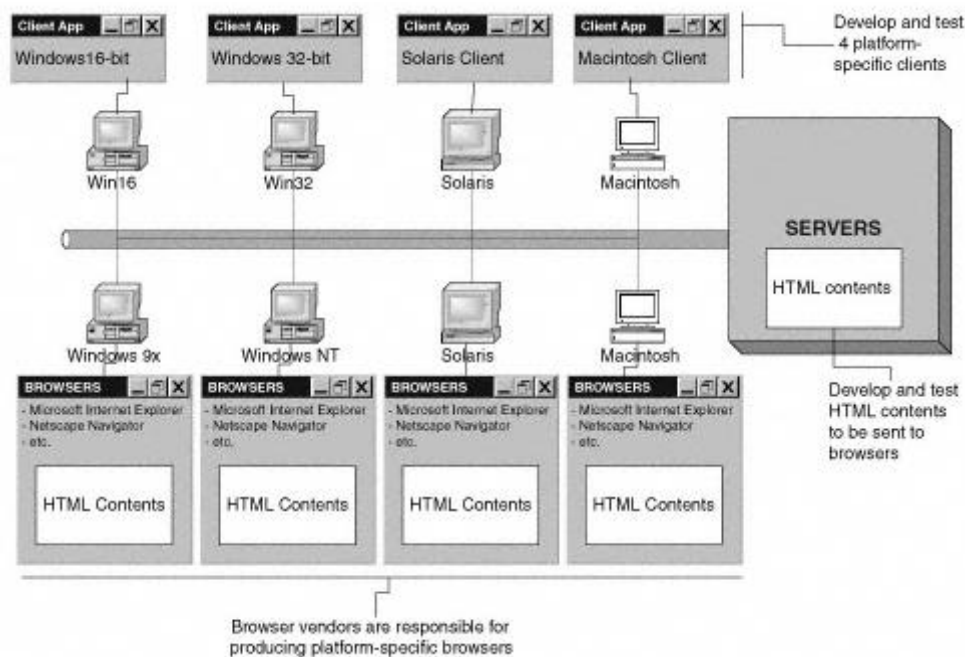 Client App
Windows16-bit
Client App
Windows 32-bit
Client App
Solaris Client
Client App
Macintosh Client
Develop and test
4 platform-
specific clients
Win16
Win32
Solaris
Macintosh
SERVERS
HTML contents
Windows 9x
Windows NT
Solaris
Macintosh
BROWSERS
- Microsoft Internet Explorer
- Netscape Navigator
- etc.
HTML Contents
BROWSERS
- Microsoft Internet Explorer
- Netscape Navigator
- etc.
HTML Contents
BROWSERS
- Microsoft Internet Explorer
- Netscape Navigator
- etc.
HTML Contents
BROWSERS
- Microsoft Internet Explorer
- Netscape Navigator
- etc.
HTML Contents
Develop and test
HTML contents
to be sent to
browsers
Browser vendors are responsible for
producing platform-specific browsers